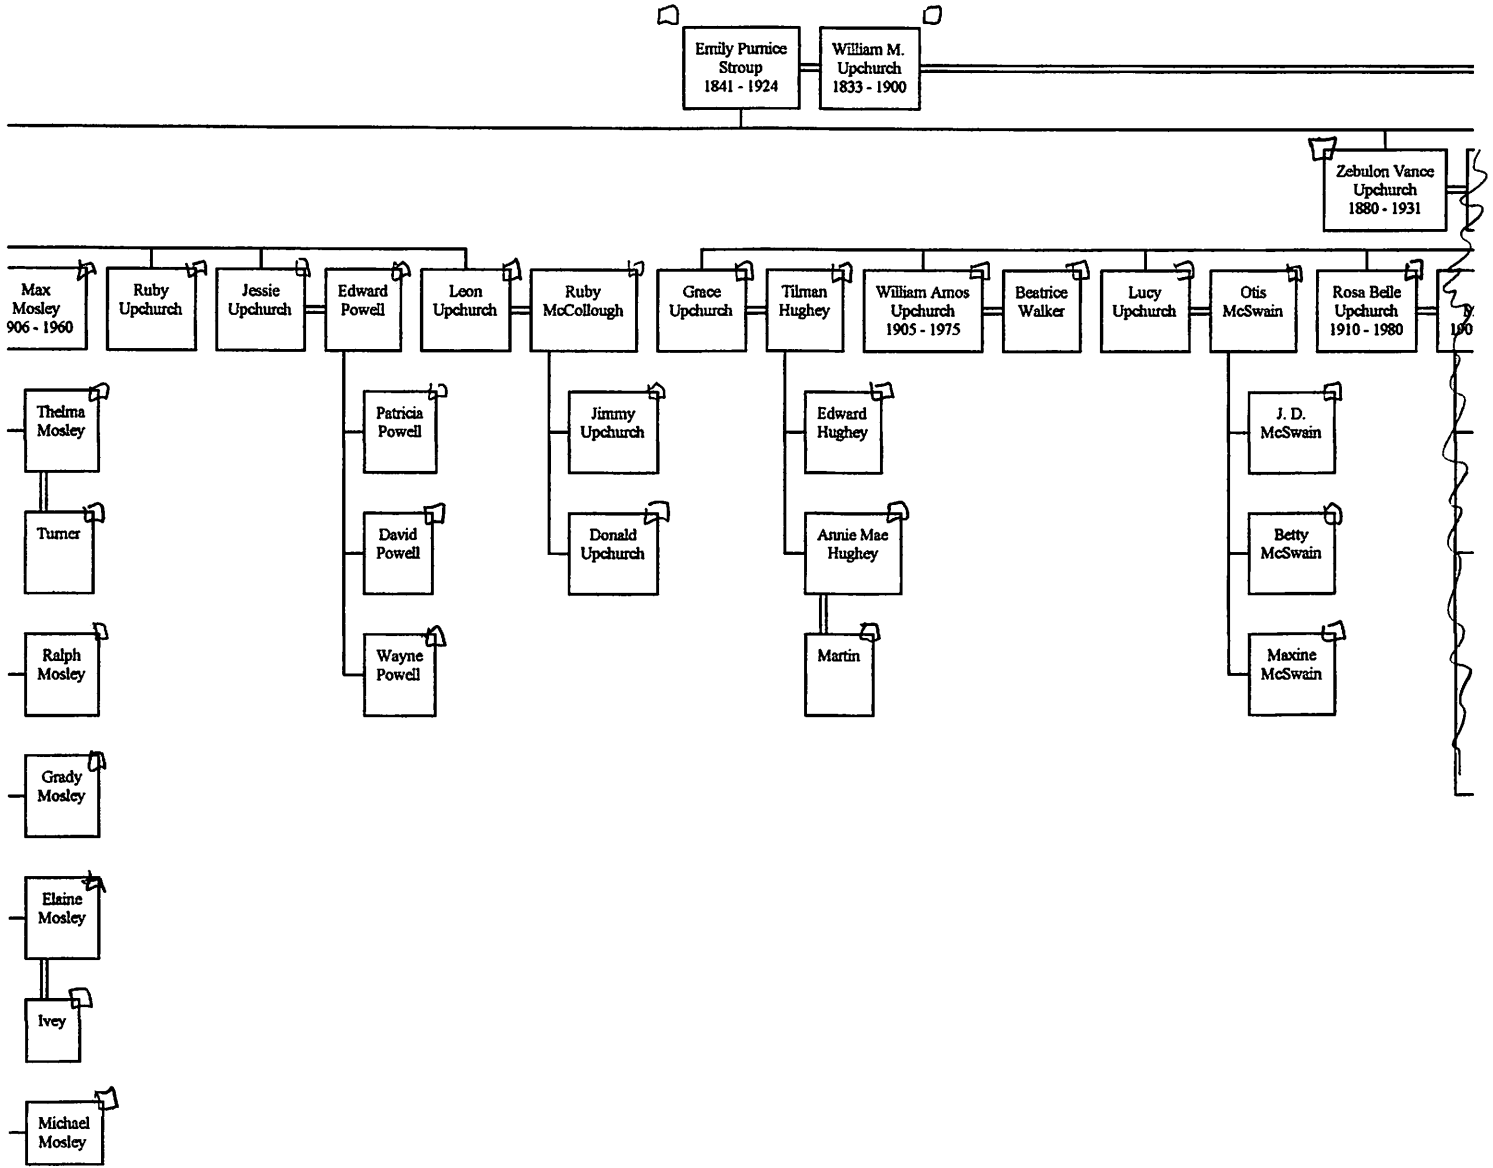 Emily Purnice
Stroup
1841 - 1924
William M.
Upchurch
1833 - 1900
Zebulon Vance
Upchurch
1880 - 1931
Max
Mosley
906 - 1960
Ruby
Upchurch
Jessie
Upchurch
Edward
Powell
Leon
Upchurch
Ruby
McCollough
Grace
Upchurch
Tilman
Hughey
William Amos
Upchurch
1905 - 1975
Beatrice
Walker
Lucy
Upchurch
Otis
McSwain
Rosa Belle
Upchurch
1910 - 1980
190
Thelma
Mosley
Turner
Ralph
Mosley
Grady
Mosley
Elaine
Mosley
Ivey
Michael
Mosley
Patricia
Powell
David
Powell
Wayne
Powell
Jimmy
Upchurch
Donald
Upchurch
Edward
Hughey
Annie Mae
Hughey
Martin
J. D.
McSwain
Betty
McSwain
Maxine
McSwain